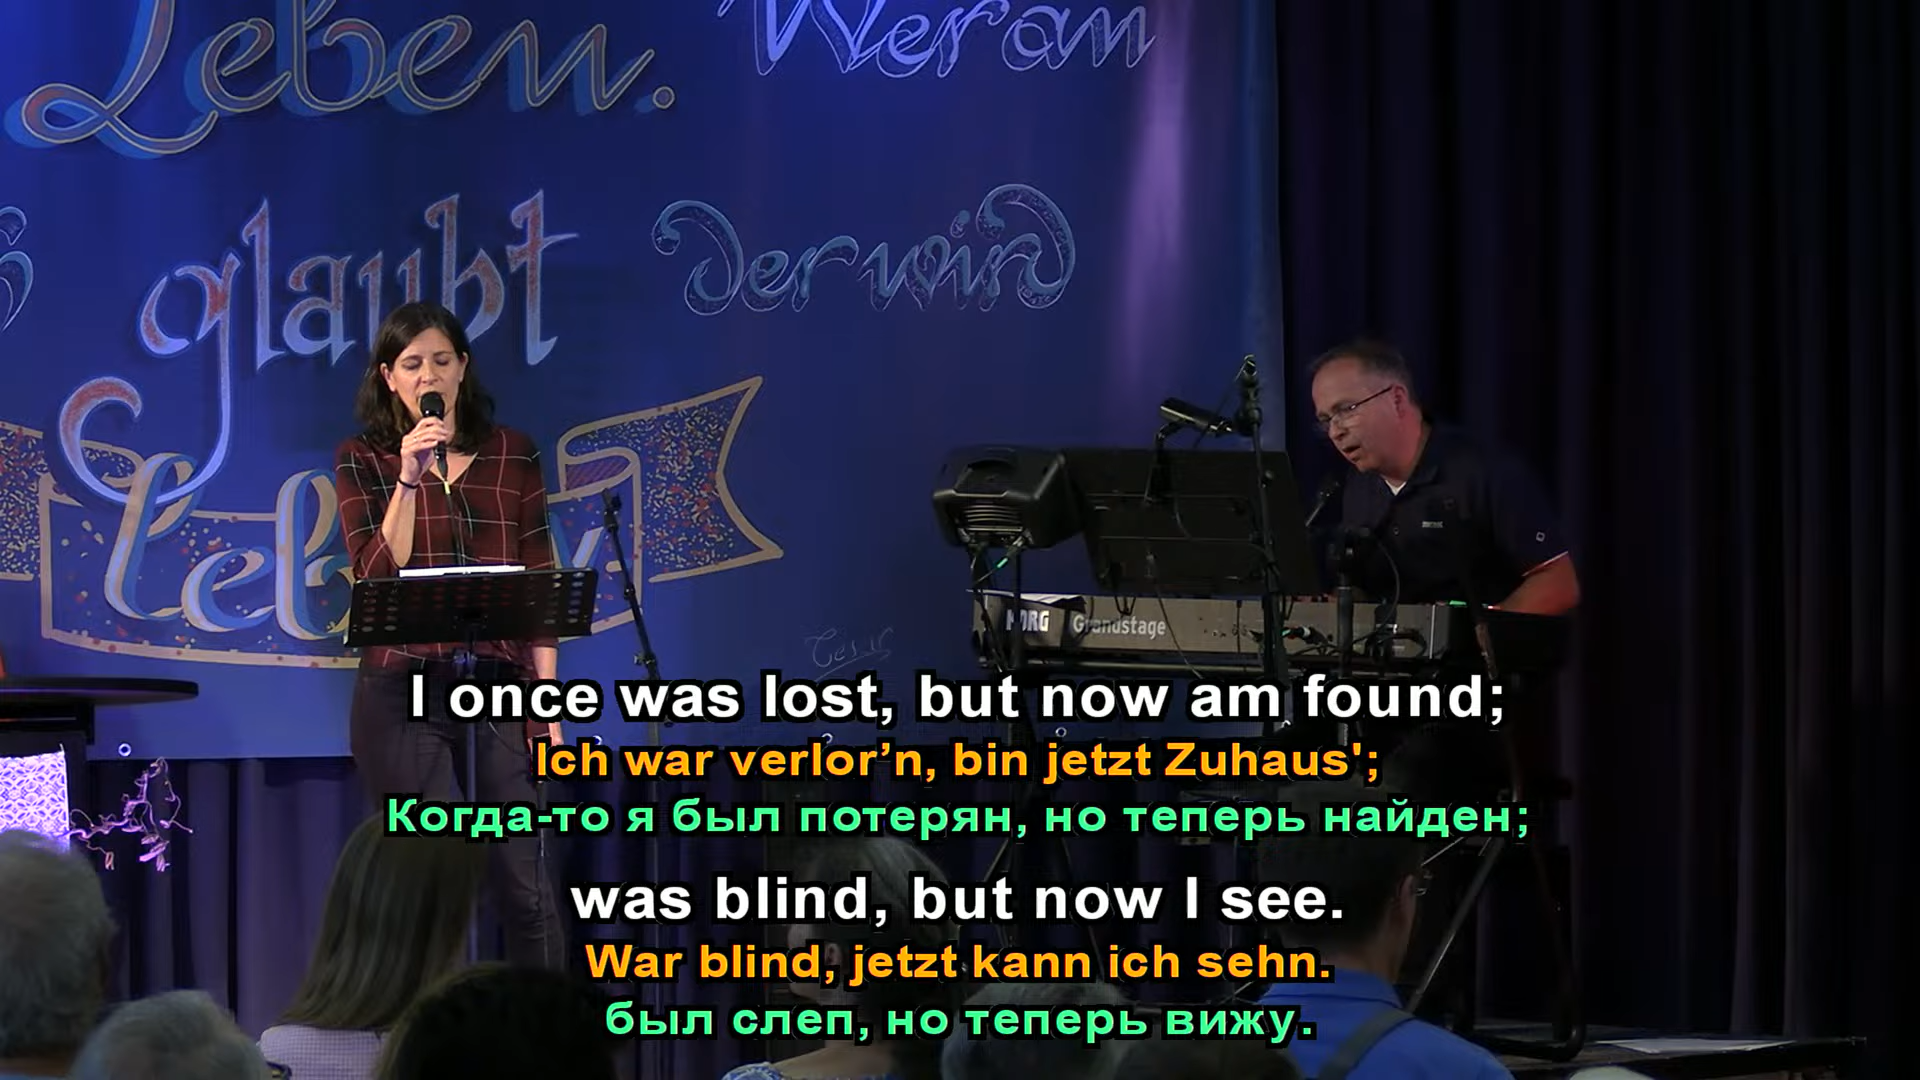 Leben. Wer an
glaubt der wird
Leben
Jesus
KORG Grandstage
I once was lost, but now am found;
Ich war verlor’n, bin jetzt Zuhaus';
Когда-то я был потерян, но теперь найден;
was blind, but now I see.
War blind, jetzt kann ich sehn.
был слеп, но теперь вижу.